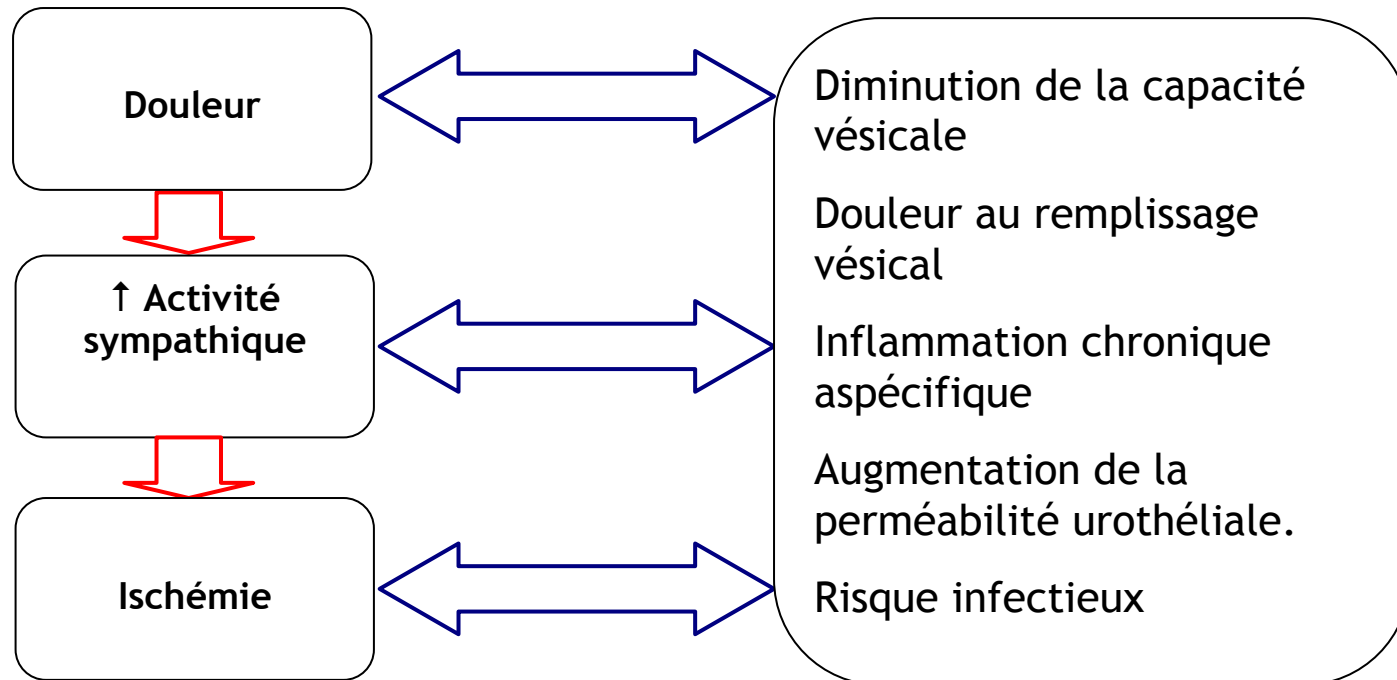 Douleur
↑ Activité
sympathique
Ischémie
Diminution de la capacité
vésicale
Douleur au remplissage
vésical
Inflammation chronique
aspécifique
Augmentation de la
perméabilité urothéliale.
Risque infectieux